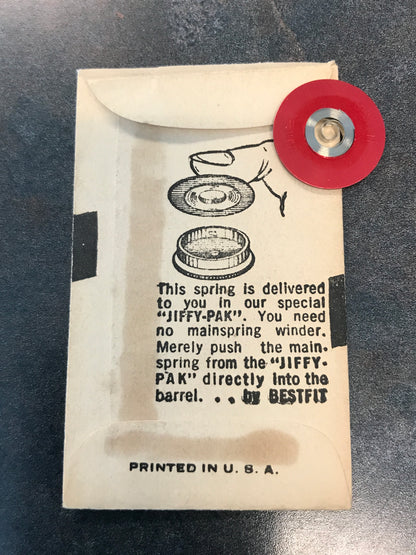 This spring is delivered
to you in our special
"JIFFY-PAK". You need
no mainspring winder.
Merely push the main.
spring from the "JIFFY-
PAK" directly into the
barrel. . . by BESTFIT
PRINTED IN U. S. A.